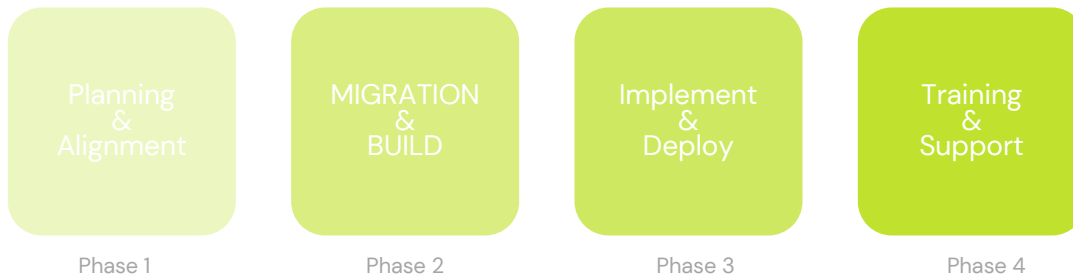 Planning
&
Alignment
MIGRATION
&
BUILD
Implement
&
Deploy
Training
&
Support
Phase 1
Phase 2
Phase 3
Phase 4